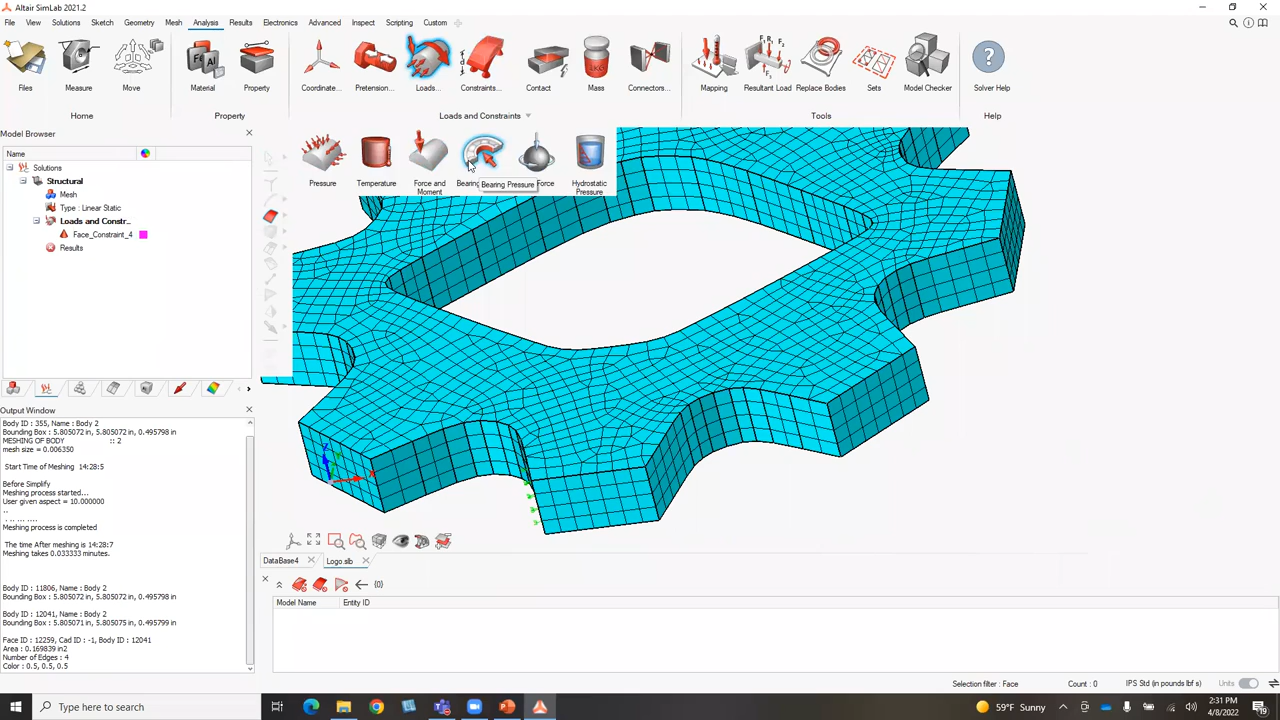 Altair SimLab 2021.2
File View Solutions Sketch Geometry Mesh Analysis Results Electronics Advanced Inspect Scripting Custom
Files Measure Move Material Property Coordinate... Pretension... Loads... Constraints... Contact Mass Connectors... Mapping Resultant Load Replace Bodies Sets Model Checker Solver Help
Home Property Loads and Constraints Tools Help
Model Browser
Name
Solutions
Structural
Mesh
Type : Linear Static
Loads and Constr...
Face_Constraint_4
Results
Pressure Temperature Force and Moment Bearing Bearing Pressure Force Hydrostatic Pressure
Output Window
Body ID : 355, Name : Body 2
Bounding Box : 5.805072 in, 5.805072 in, 0.495798 in
MESHING OF BODY :: 2
mesh size = 0.006350
Start Time of Meshing 14:28:5
Before Simplify
Meshing process started...
User given aspect = 10.000000
..
. .. ... ....
Meshing process is completed
The time After meshing is 14:28:7
Meshing takes 0.033333 minutes.
Body ID : 11806, Name : Body 2
Bounding Box : 5.805072 in, 5.805072 in, 0.495798 in
Body ID : 12041, Name : Body 2
Bounding Box : 5.805071 in, 5.805075 in, 0.495799 in
Face ID : 12259, Cad ID : -1, Body ID : 12041
Area : 0.169839 in2
Number of Edges : 4
Color : 0.5, 0.5, 0.5
Z
X
DataBase4 Logo.slb
{0}
Model Name Entity ID
Selection filter : Face Count : 0 IPS Std (in pounds lbf s) Units
Type here to search
59°F Sunny
2:31 PM
4/8/2022